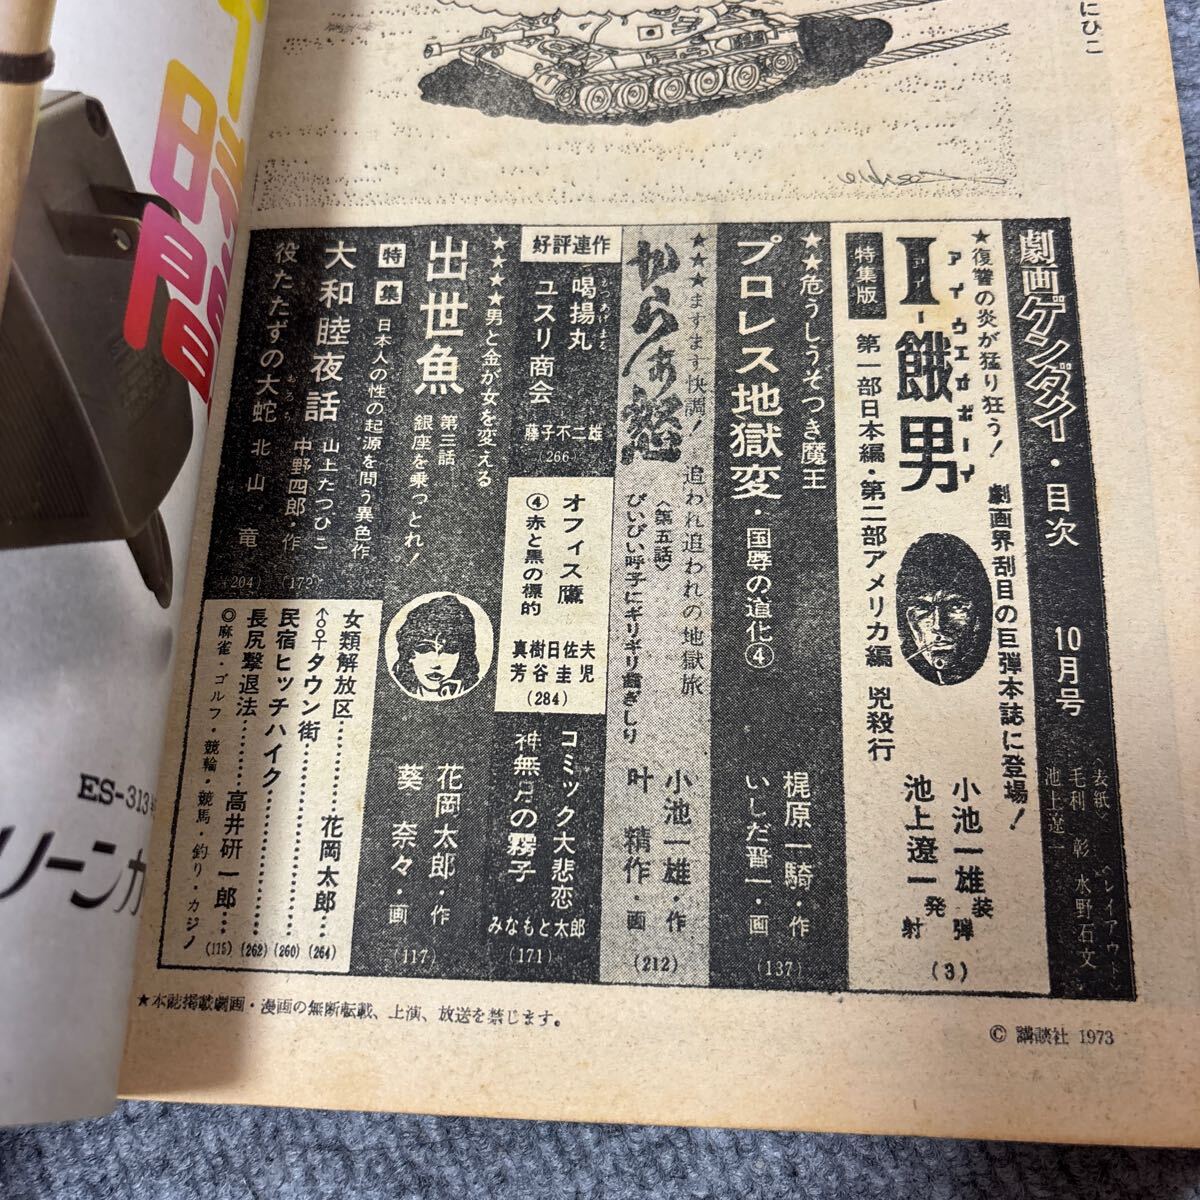 劇画ゲンダイ・目次　10月号
〈表紙〉毛利　彰　水野石文
池上遼一
レイアウト
★復讐の炎が猛り狂う！　劇画界刮目の巨弾本誌に登場！
アイウエオボーイ
I・餓男
特集版
第一部日本編・第二部アメリカ編　兇殺行
小池一雄　装弾
池上遼一　発射
(3)
★★危うしうそつき魔王
プロレス地獄変・国辱の道化④
梶原一騎・作
いしだ晋一・画
(137)
★★★ますます快調！　追われ追われの地獄旅
からぁ怒
〈第五話〉
ぴいぴい呼子にギリギリ歯ぎしり
小池一雄・作
叶　精作・画
(212)
好評連作
かつあげまる
喝揚丸
ユスリ商会
藤子不二雄
(266)
オフィス鷹
④赤と黒の標的
真樹日佐夫
芳谷圭児
(284)
コミック大悲恋
神無月の霧子
みなもと太郎
(171)
★★★★男と金が女を変える
出世魚
第三話
銀座を乗っとれ！
花岡太郎・作
葵　奈々・画
(117)
特集
日本人の性の起源を問う異色作
大和睦夜話
山上たつひこ
中野四郎・作
(172)
役たたずの大蛇
おろち
北山　竜
(204)
女類解放区………花岡太郎…(264)
♂♀タウン街………(260)
民宿ヒッチハイク………(262)
長尻撃退法………高井研一郎…(115)
◎麻雀・ゴルフ・競輪・競馬・釣り・カジノ
★本誌掲載劇画・漫画の無断転載、上演、放送を禁じます。
© 講談社 1973
にひこ
ES-313
リーンカ